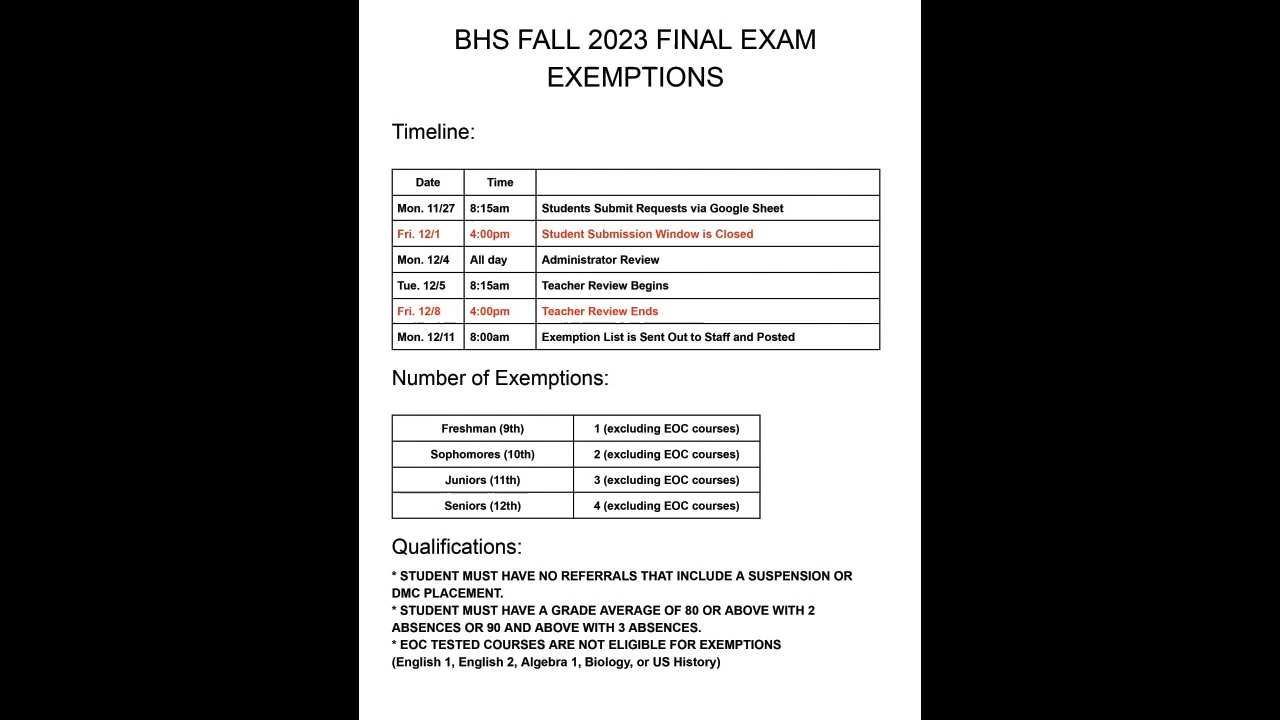 BHS FALL 2023 FINAL EXAM
EXEMPTIONS
Timeline:
Date Time
Mon. 11/27 8:15am Students Submit Requests via Google Sheet
Fri. 12/1 4:00pm Student Submission Window is Closed
Mon. 12/4 All day Administrator Review
Tue. 12/5 8:15am Teacher Review Begins
Fri. 12/8 4:00pm Teacher Review Ends
Mon. 12/11 8:00am Exemption List is Sent Out to Staff and Posted
Number of Exemptions:
Freshman (9th) 1 (excluding EOC courses)
Sophomores (10th) 2 (excluding EOC courses)
Juniors (11th) 3 (excluding EOC courses)
Seniors (12th) 4 (excluding EOC courses)
Qualifications:
* STUDENT MUST HAVE NO REFERRALS THAT INCLUDE A SUSPENSION OR
DMC PLACEMENT.
* STUDENT MUST HAVE A GRADE AVERAGE OF 80 OR ABOVE WITH 2
ABSENCES OR 90 AND ABOVE WITH 3 ABSENCES.
* EOC TESTED COURSES ARE NOT ELIGIBLE FOR EXEMPTIONS
(English 1, English 2, Algebra 1, Biology, or US History)